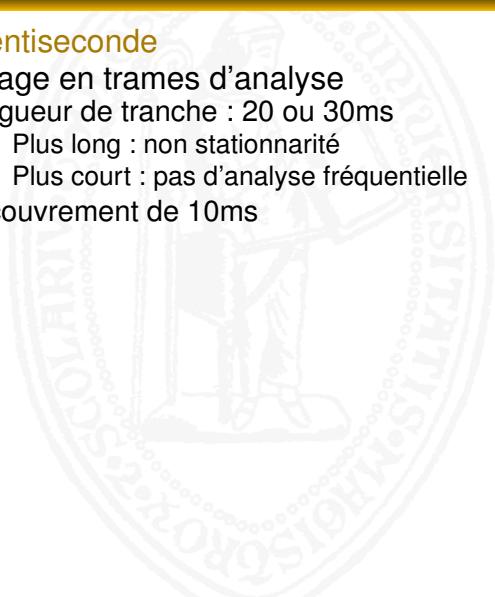 entiseconde
age en trames d'analyse
gueur de tranche : 20 ou 30ms
Plus long : non stationnarité
Plus court : pas d'analyse fréquentielle
couvrement de 10ms